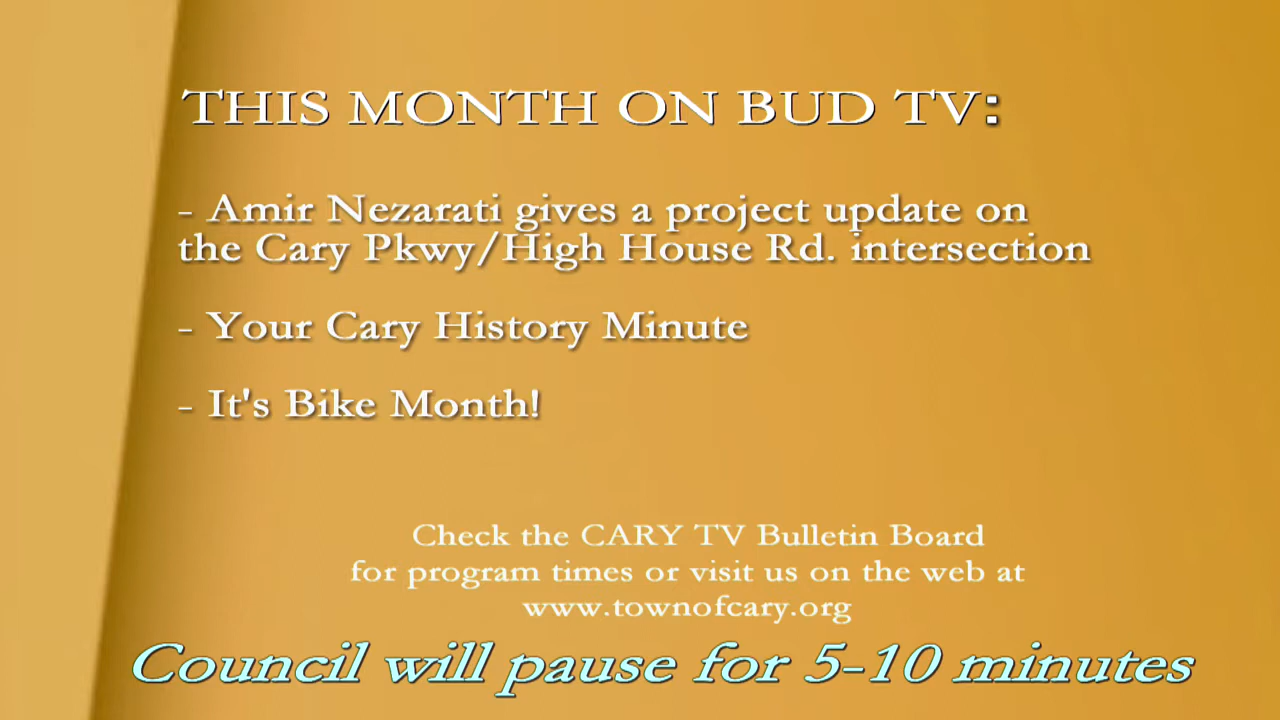 THIS MONTH ON BUD TV:
- Amir Nezarati gives a project update on
the Cary Pkwy/High House Rd. intersection
- Your Cary History Minute
- It's Bike Month!
Check the CARY TV Bulletin Board
for program times or visit us on the web at
www.townofcary.org
Council will pause for 5-10 minutes